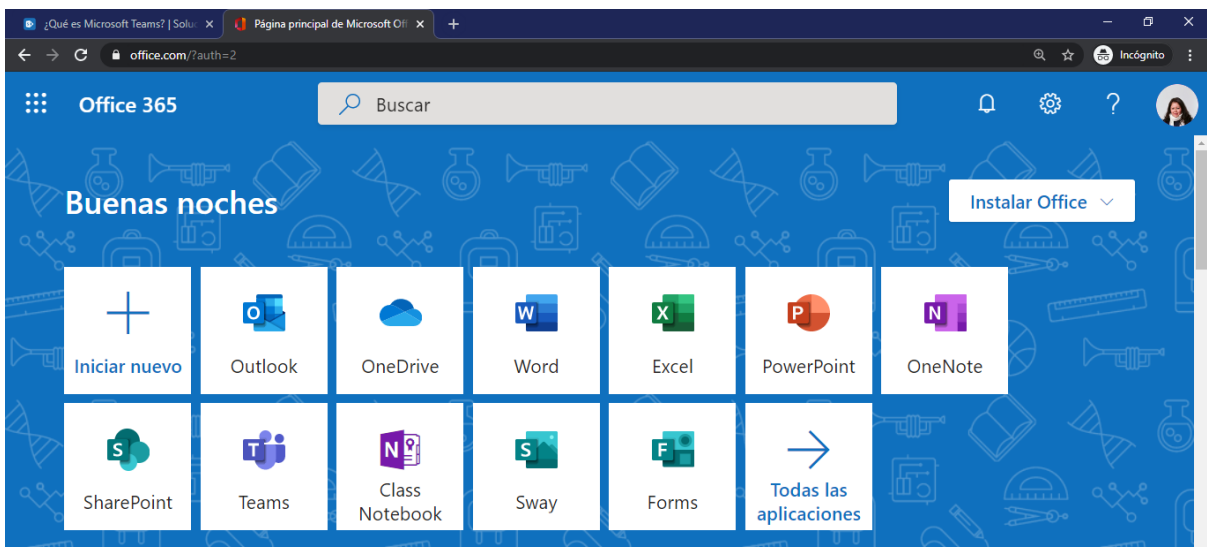 ¿Qué es Microsoft Teams? | Solu
Página principal de Microsoft Off
office.com/?auth=2
Incógnito
Office 365
Buscar
Buenas noches
Instalar Office
Iniciar nuevo
Outlook
OneDrive
Word
Excel
PowerPoint
OneNote
SharePoint
Teams
Class
Notebook
Sway
Forms
Todas las
aplicaciones